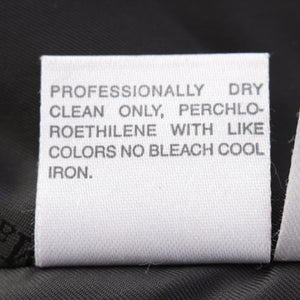 PROFESSIONALLY DRY
CLEAN ONLY, PERCHLO-
ROETHILENE WITH LIKE
COLORS NO BLEACH COOL
IRON.